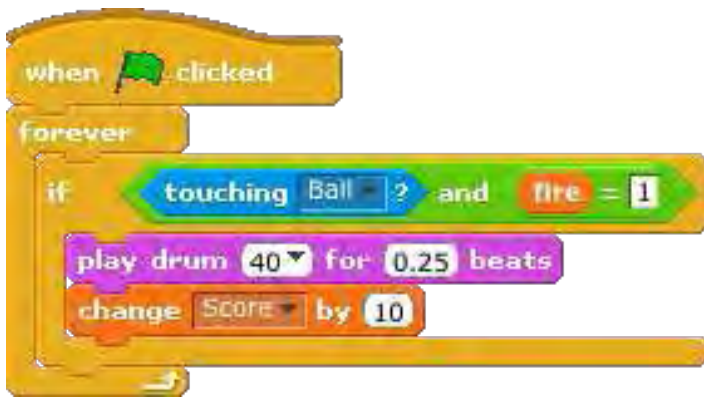 when clicked
forever
if touching Ball ? and fire = 1
play drum 40 for 0.25 beats
change Score by 10